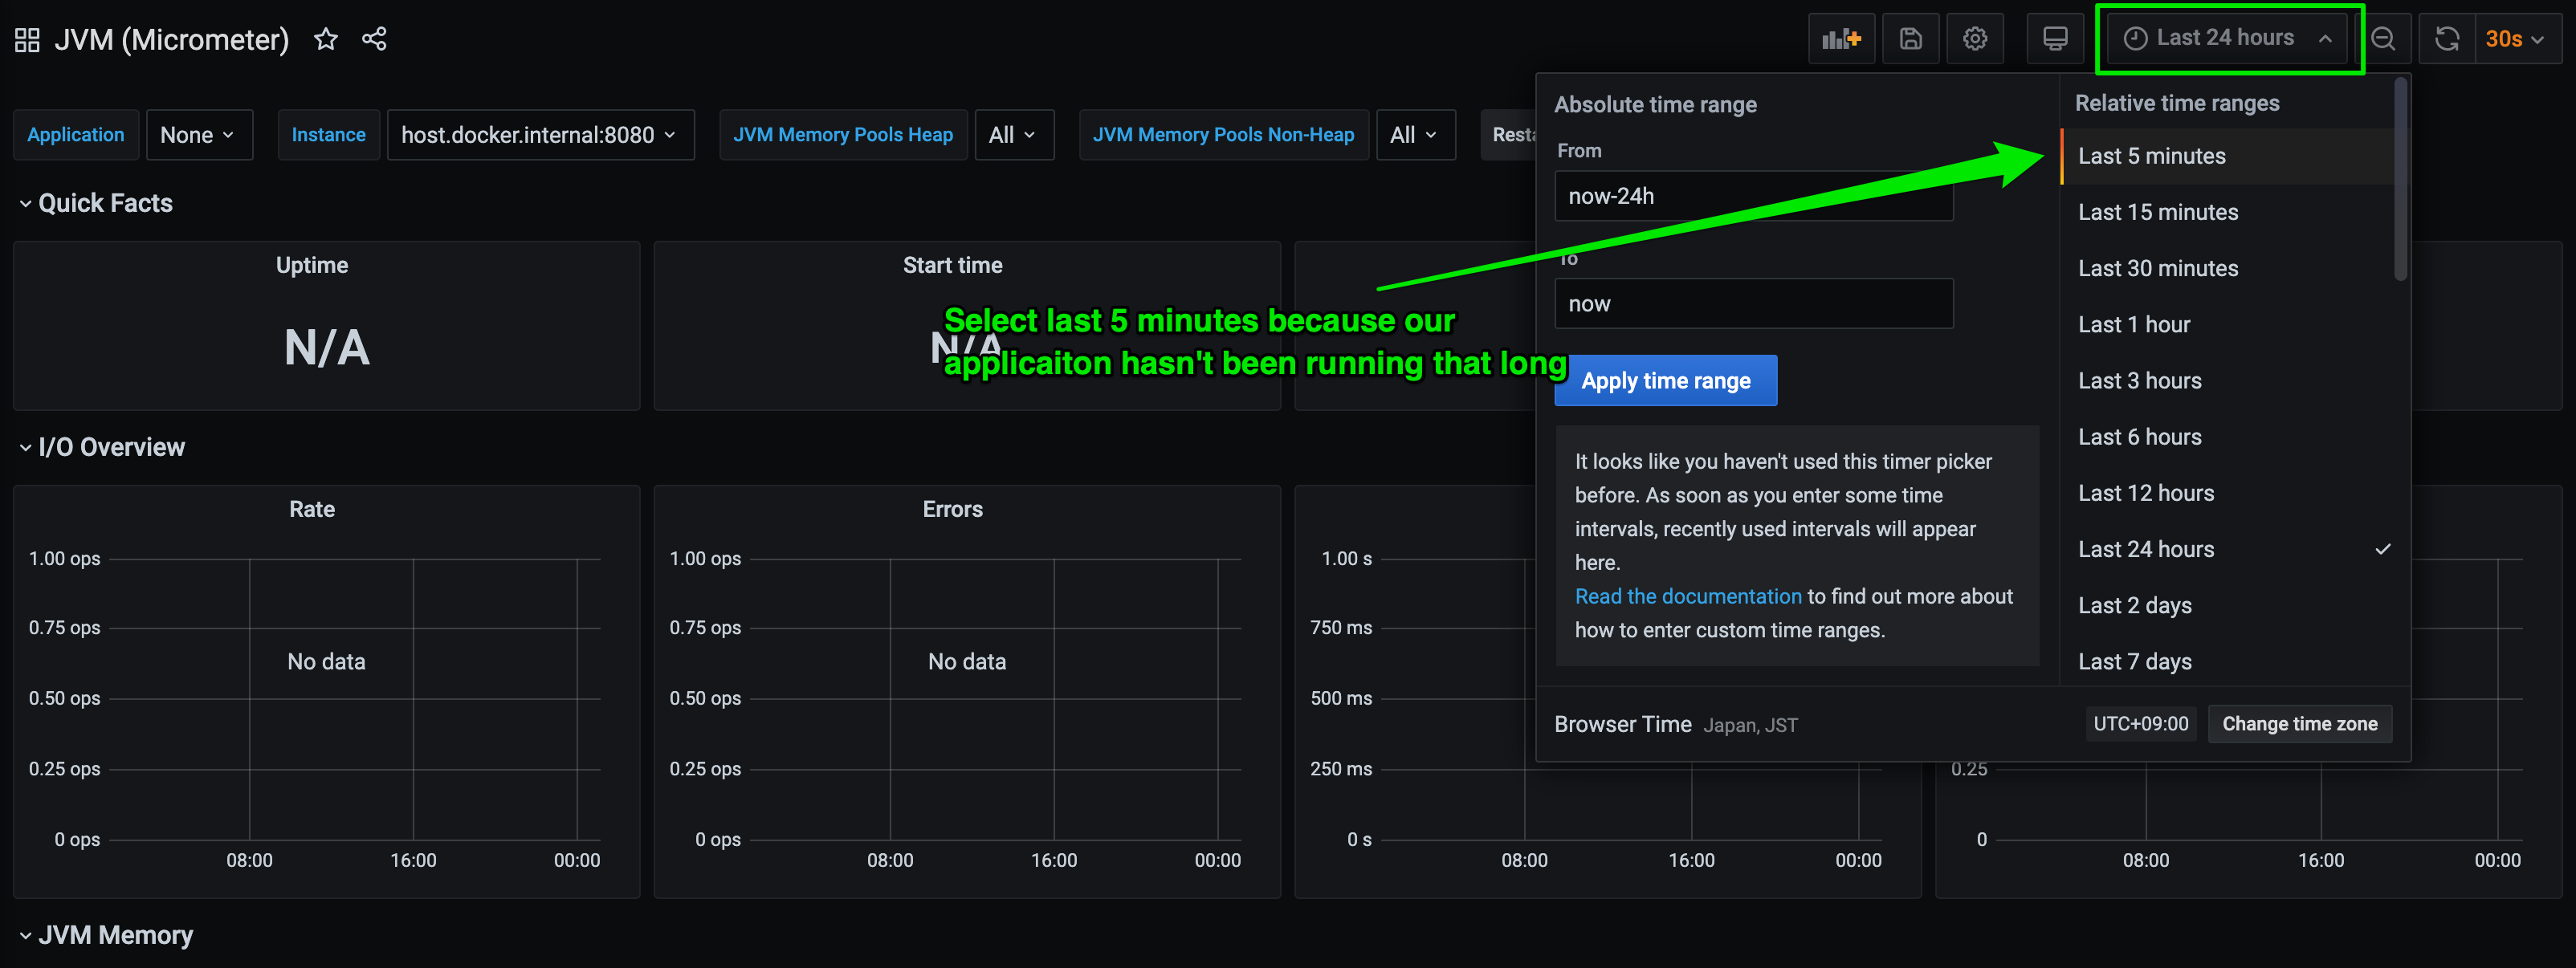 JVM (Micrometer)
Last 24 hours
30s
Application
None
Instance
host.docker.internal:8080
JVM Memory Pools Heap
All
JVM Memory Pools Non-Heap
All
Resta
Absolute time range
From
now-24h
To
now
Apply time range
It looks like you haven't used this timer picker
before. As soon as you enter some time
intervals, recently used intervals will appear
here.
Read the documentation to find out more about
how to enter custom time ranges.
Relative time ranges
Last 5 minutes
Last 15 minutes
Last 30 minutes
Last 1 hour
Last 3 hours
Last 6 hours
Last 12 hours
Last 24 hours
Last 2 days
Last 7 days
Browser Time Japan, JST
UTC+09:00
Change time zone
Quick Facts
Uptime
N/A
Start time
N/A
Select last 5 minutes because our
applicaiton hasn't been running that long
I/O Overview
Rate
1.00 ops
0.75 ops
No data
0.50 ops
0.25 ops
0 ops
08:00 16:00 00:00
Errors
1.00 ops
0.75 ops
No data
0.50 ops
0.25 ops
0 ops
08:00 16:00 00:00
1.00 s
750 ms
500 ms
250 ms
0 s
08:00 16:00 00:00
0.25
0
08:00 16:00 00:00
JVM Memory